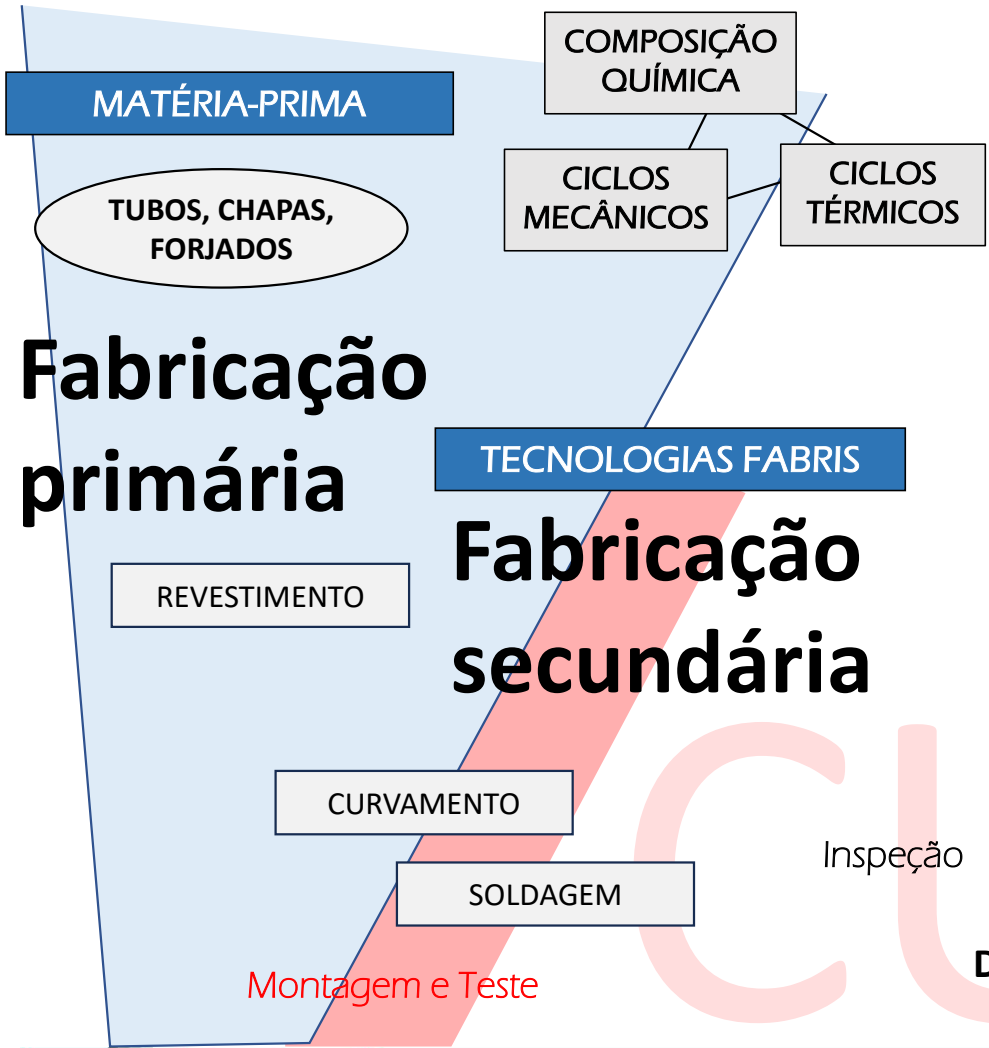 COMPOSIÇÃO
QUÍMICA
MATÉRIA-PRIMA
CICLOS
MECÂNICOS
CICLOS
TÉRMICOS
TUBOS, CHAPAS,
FORJADOS
Fabricação
primária
TECNOLOGIAS FABRIS
Fabricação
secundária
REVESTIMENTO
CURVAMENTO
Inspeção
SOLDAGEM
D
Montagem e Teste
CU